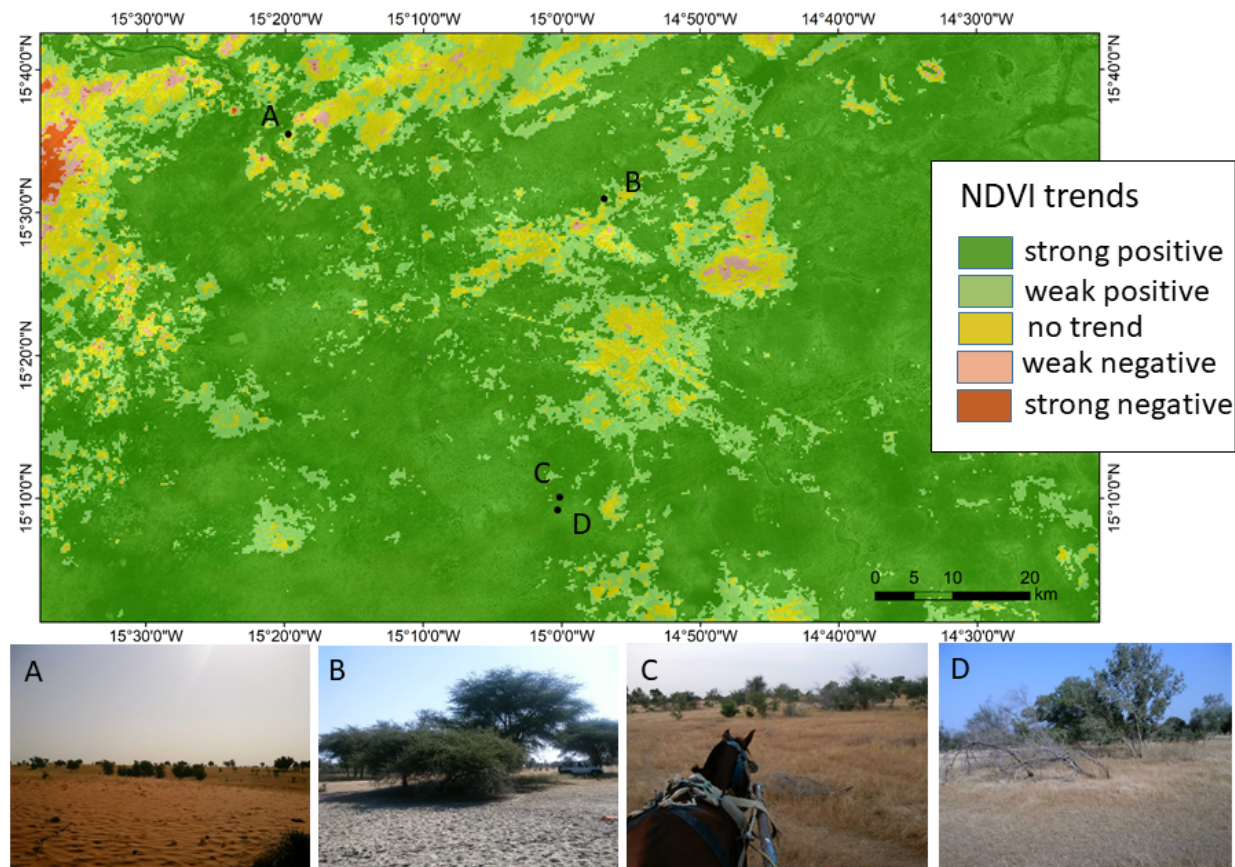 15°30'0"W 15°20'0"W 15°10'0"W 15°0'0"W 14°50'0"W 14°40'0"W 14°30'0"W
15°40'0"N 15°40'0"N
A
B
15°30'0"N
NDVI trends
strong positive
weak positive
no trend
weak negative
strong negative
15°20'0"N
C
15°10'0"N 15°10'0"N
D
0 5 10 20
km
15°30'0"W 15°20'0"W 15°10'0"W 15°0'0"W 14°50'0"W 14°40'0"W 14°30'0"W
A B C D